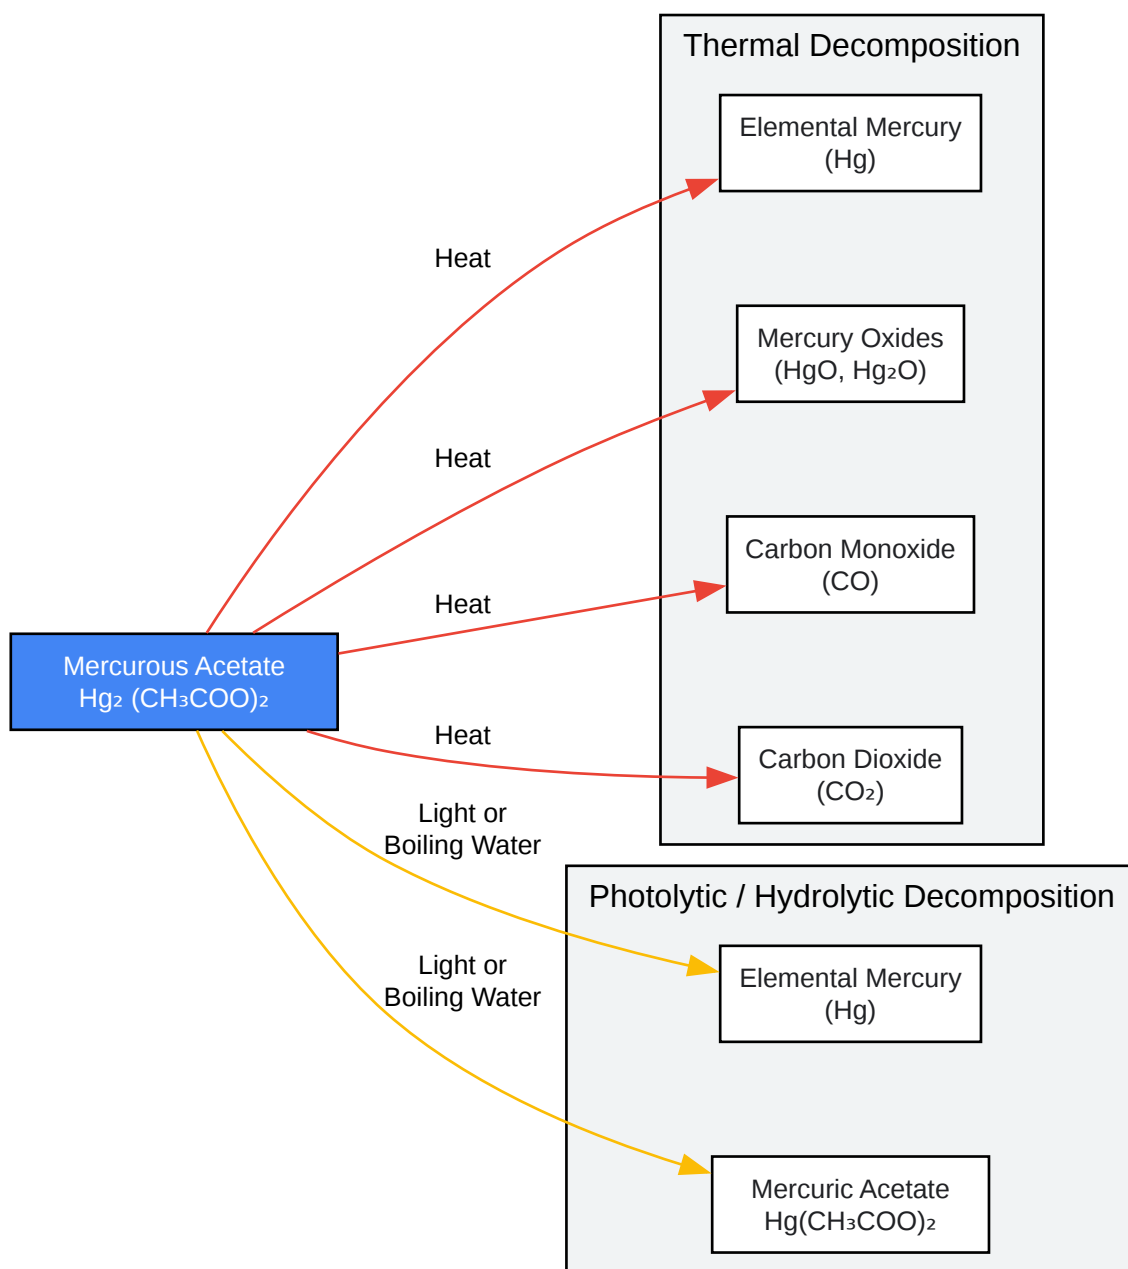 Thermal Decomposition
Elemental Mercury
(Hg)
Heat
Mercury Oxides
(HgO, Hg₂O)
Heat
Carbon Monoxide
(CO)
Heat
Mercurous Acetate
Hg₂ (CH₃COO)₂
Heat
Carbon Dioxide
(CO₂)
Light or
Boiling Water
Photolytic / Hydrolytic Decomposition
Elemental Mercury
(Hg)
Light or
Boiling Water
Mercuric Acetate
Hg(CH₃COO)₂